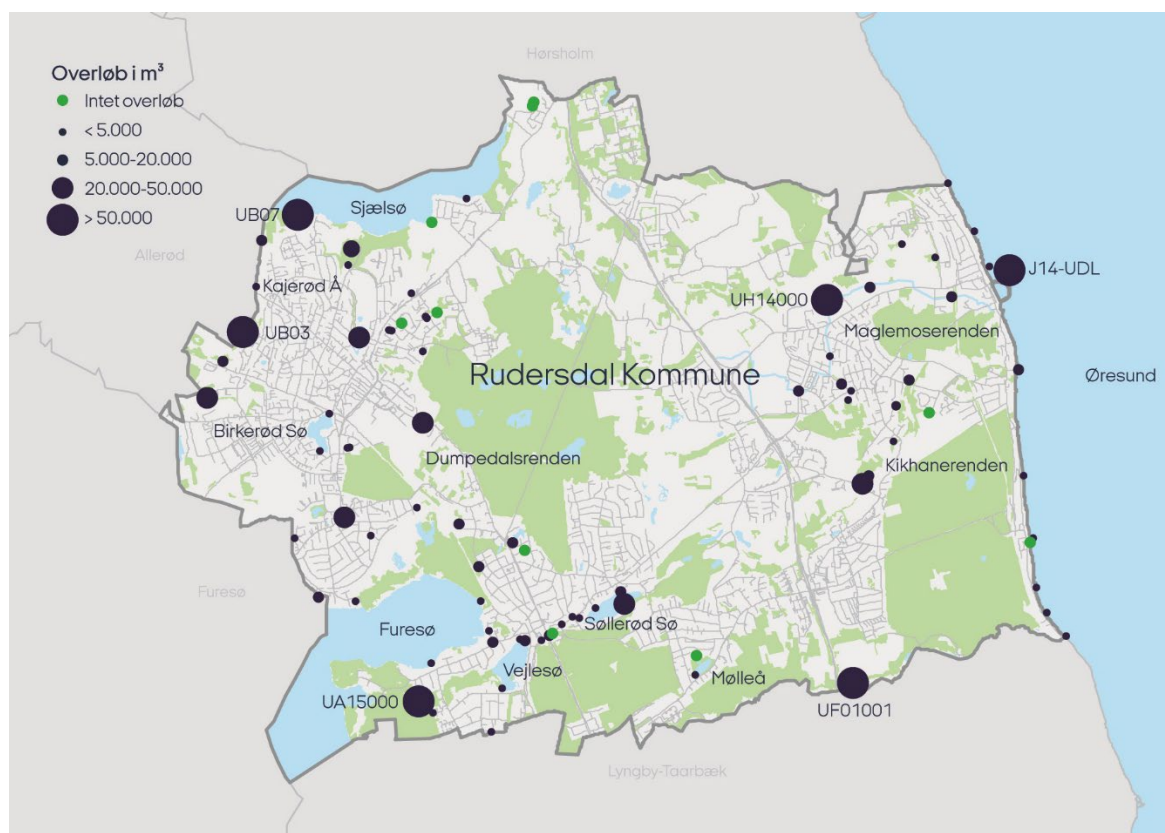 Hørsholm
Overløb i m³
Intet overløb
< 5.000
5.000-20.000
20.000-50.000
> 50.000
UB07
Sjælsø
Allerød
Kajerød Å
J14-UDL
UH14000
UB03
Maglemoserenden
Rudersdal Kommune
Øresund
Birkerød Sø
Dumpedalsrenden
Kikhanerenden
Furesø
Furesø
Søllerød Sø
Vejlesø
Mølleå
UA15000
UF01001
Lyngby-Taarbæk